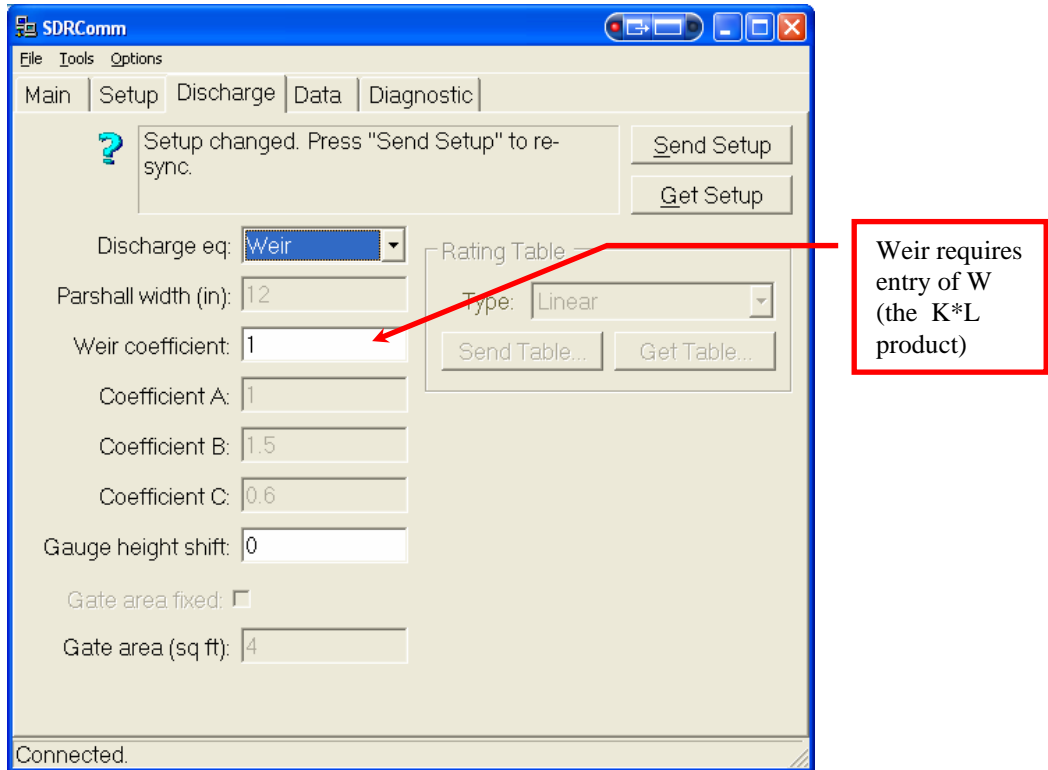 SDRComm
File Tools Options
Main Setup Discharge Data Diagnostic
Setup changed. Press "Send Setup" to re-
sync.
Send Setup
Get Setup
Discharge eq: Weir
Parshall width (in): 12
Weir coefficient: 1
Coefficient A: 1
Coefficient B: 1.5
Coefficient C: 0.6
Gauge height shift: 0
Gate area fixed:
Gate area (sq ft): 4
Rating Table
Type: Linear
Send Table... Get Table...
Connected.
Weir requires
entry of W
(the K*L
product)